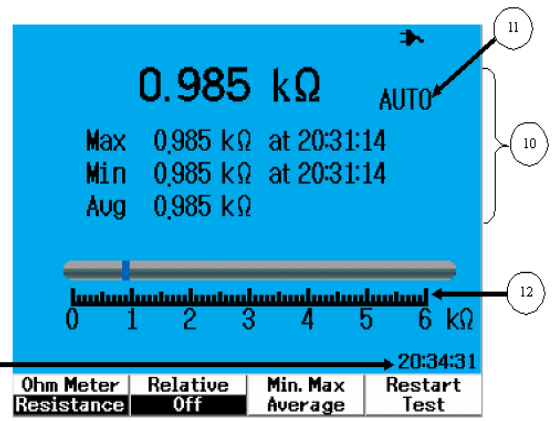 11
0.985 kΩ
AUTO
10
Max 0.985 kΩ at 20:31:14
Min 0.985 kΩ at 20:31:14
Avg 0.985 kΩ
12
0 1 2 3 4 5 6 kΩ
20:34:31
Ohm Meter Relative Min. Max Restart
Resistance Off Average Test